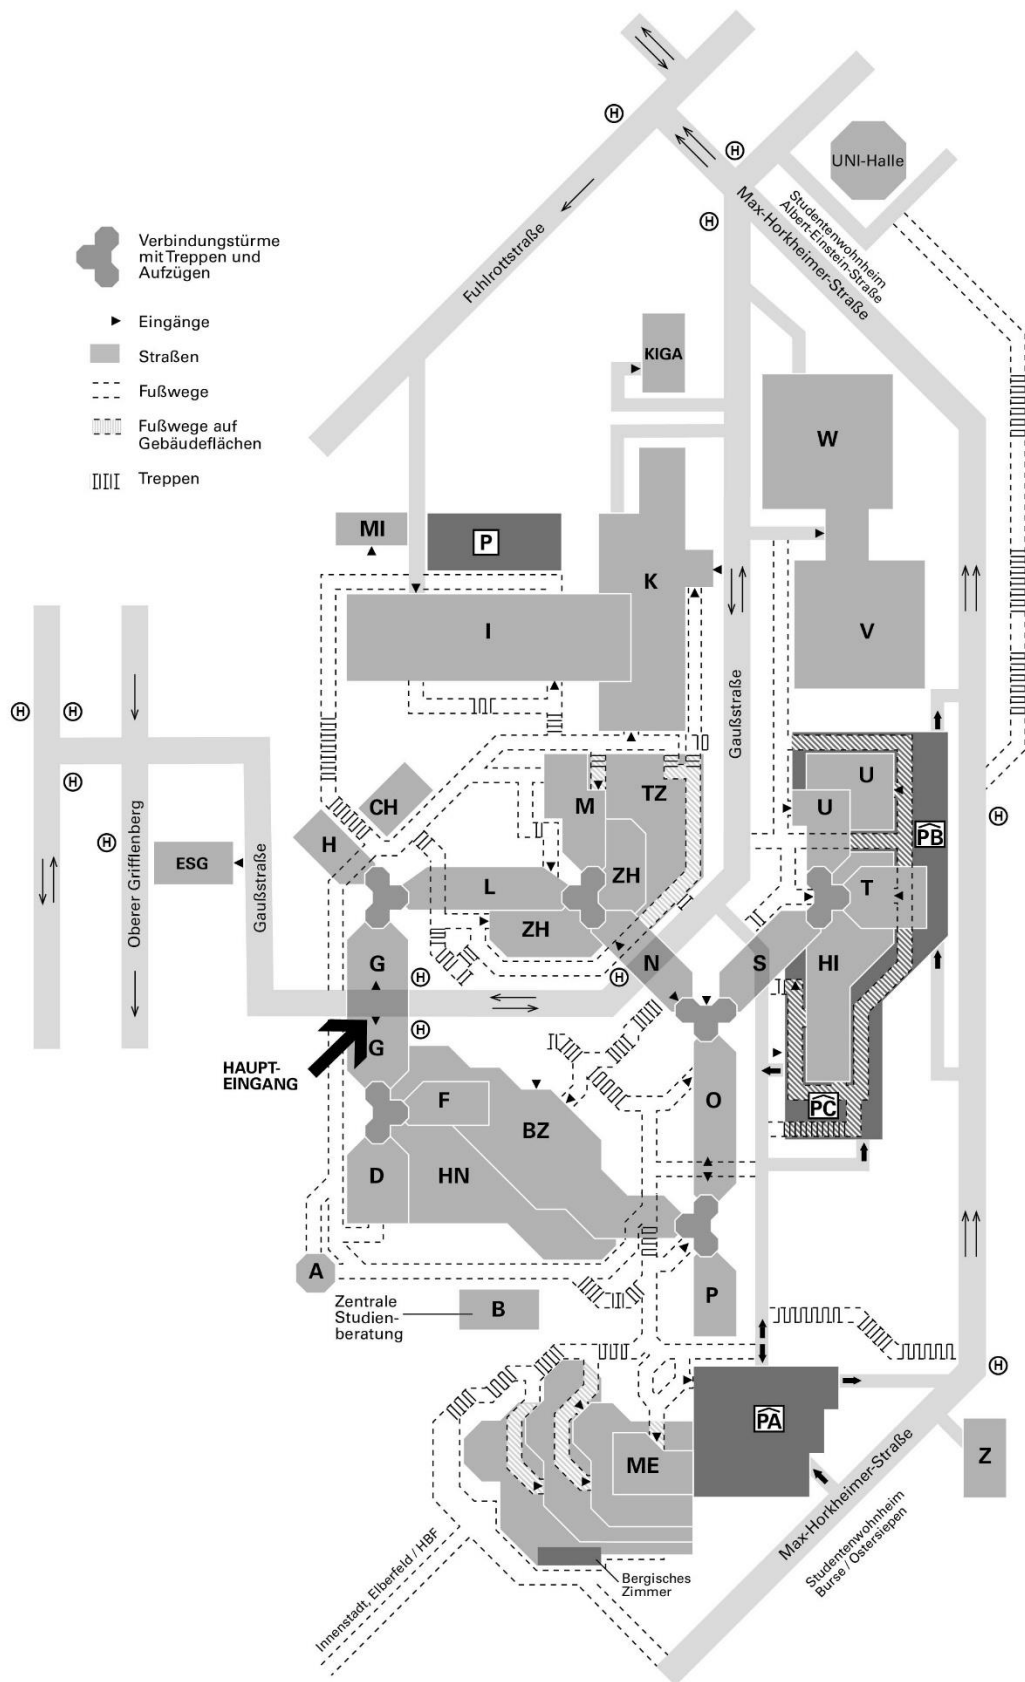 H
H
H
UNI-Halle
Studentenwohnheim
Albert-Einstein-Straße
Max-Horkheimer-Straße
Fuhlrottstraße
Verbindungstürme
mit Treppen und
Aufzügen
Eingänge
Straßen
Fußwege
Fußwege auf
Gebäudeflächen
Treppen
KIGA
W
MI
P
K
I
V
Gaußstraße
H
H
H
H
Oberer Grifflenberg
Gaußstraße
ESG
CH
H
M
TZ
U
U
PB
H
L
ZH
ZH
T
G
N
S
HI
H
H
H
G
HAUPT-
EINGANG
F
BZ
O
PC
D
HN
A
P
Zentrale
Studien-
beratung
B
H
PA
ME
Z
Max-Horkheimer-Straße
Studentenwohnheim
Burse / Ostersiepen
Bergisches
Zimmer
Innenstadt, Elberfeld / HBF